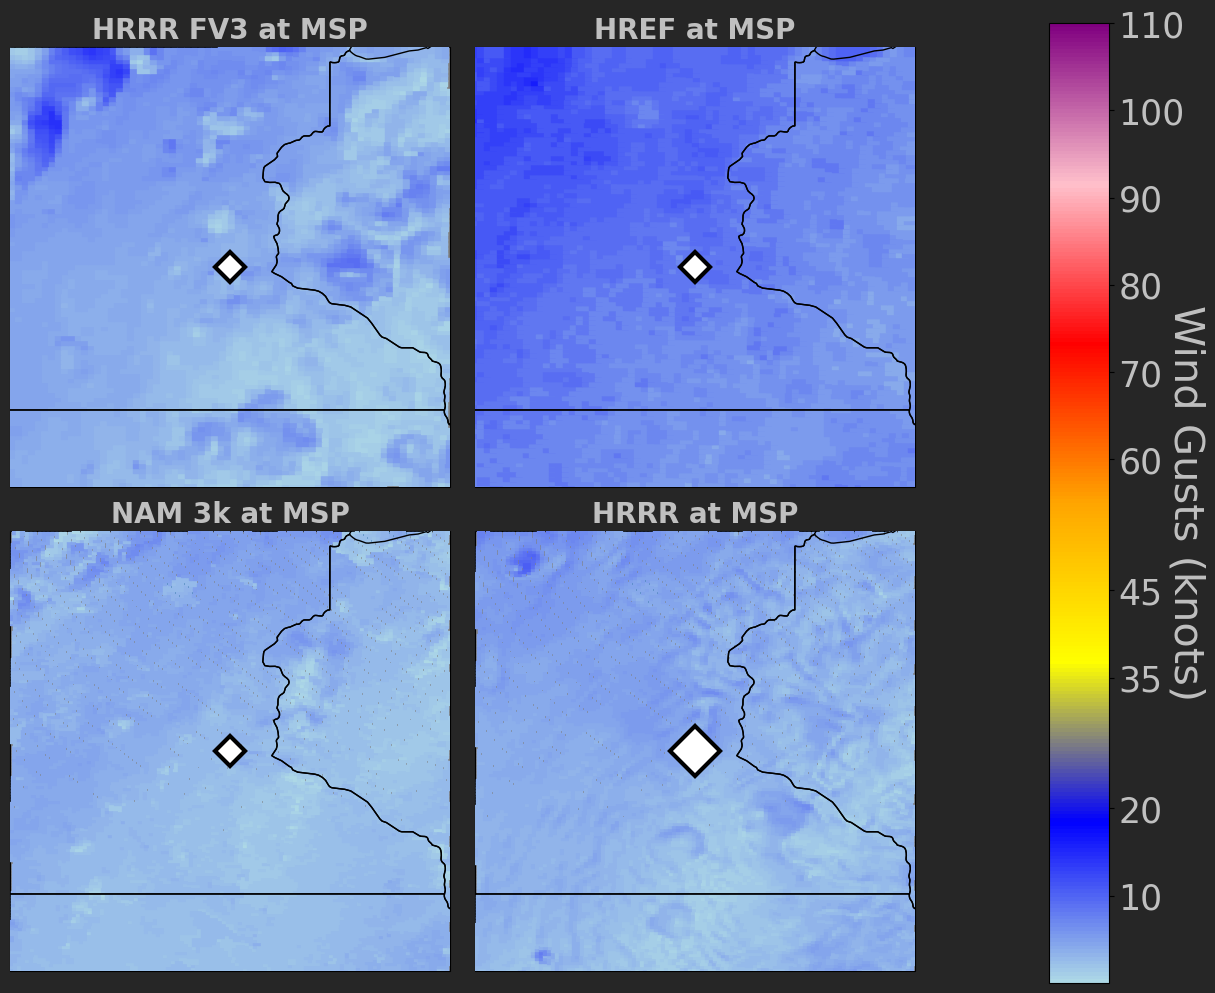 HRRR FV3 at MSP
HREF at MSP
NAM 3k at MSP
HRRR at MSP
110
100
90
80
70
60
45
35
20
10
Wind Gusts (knots)